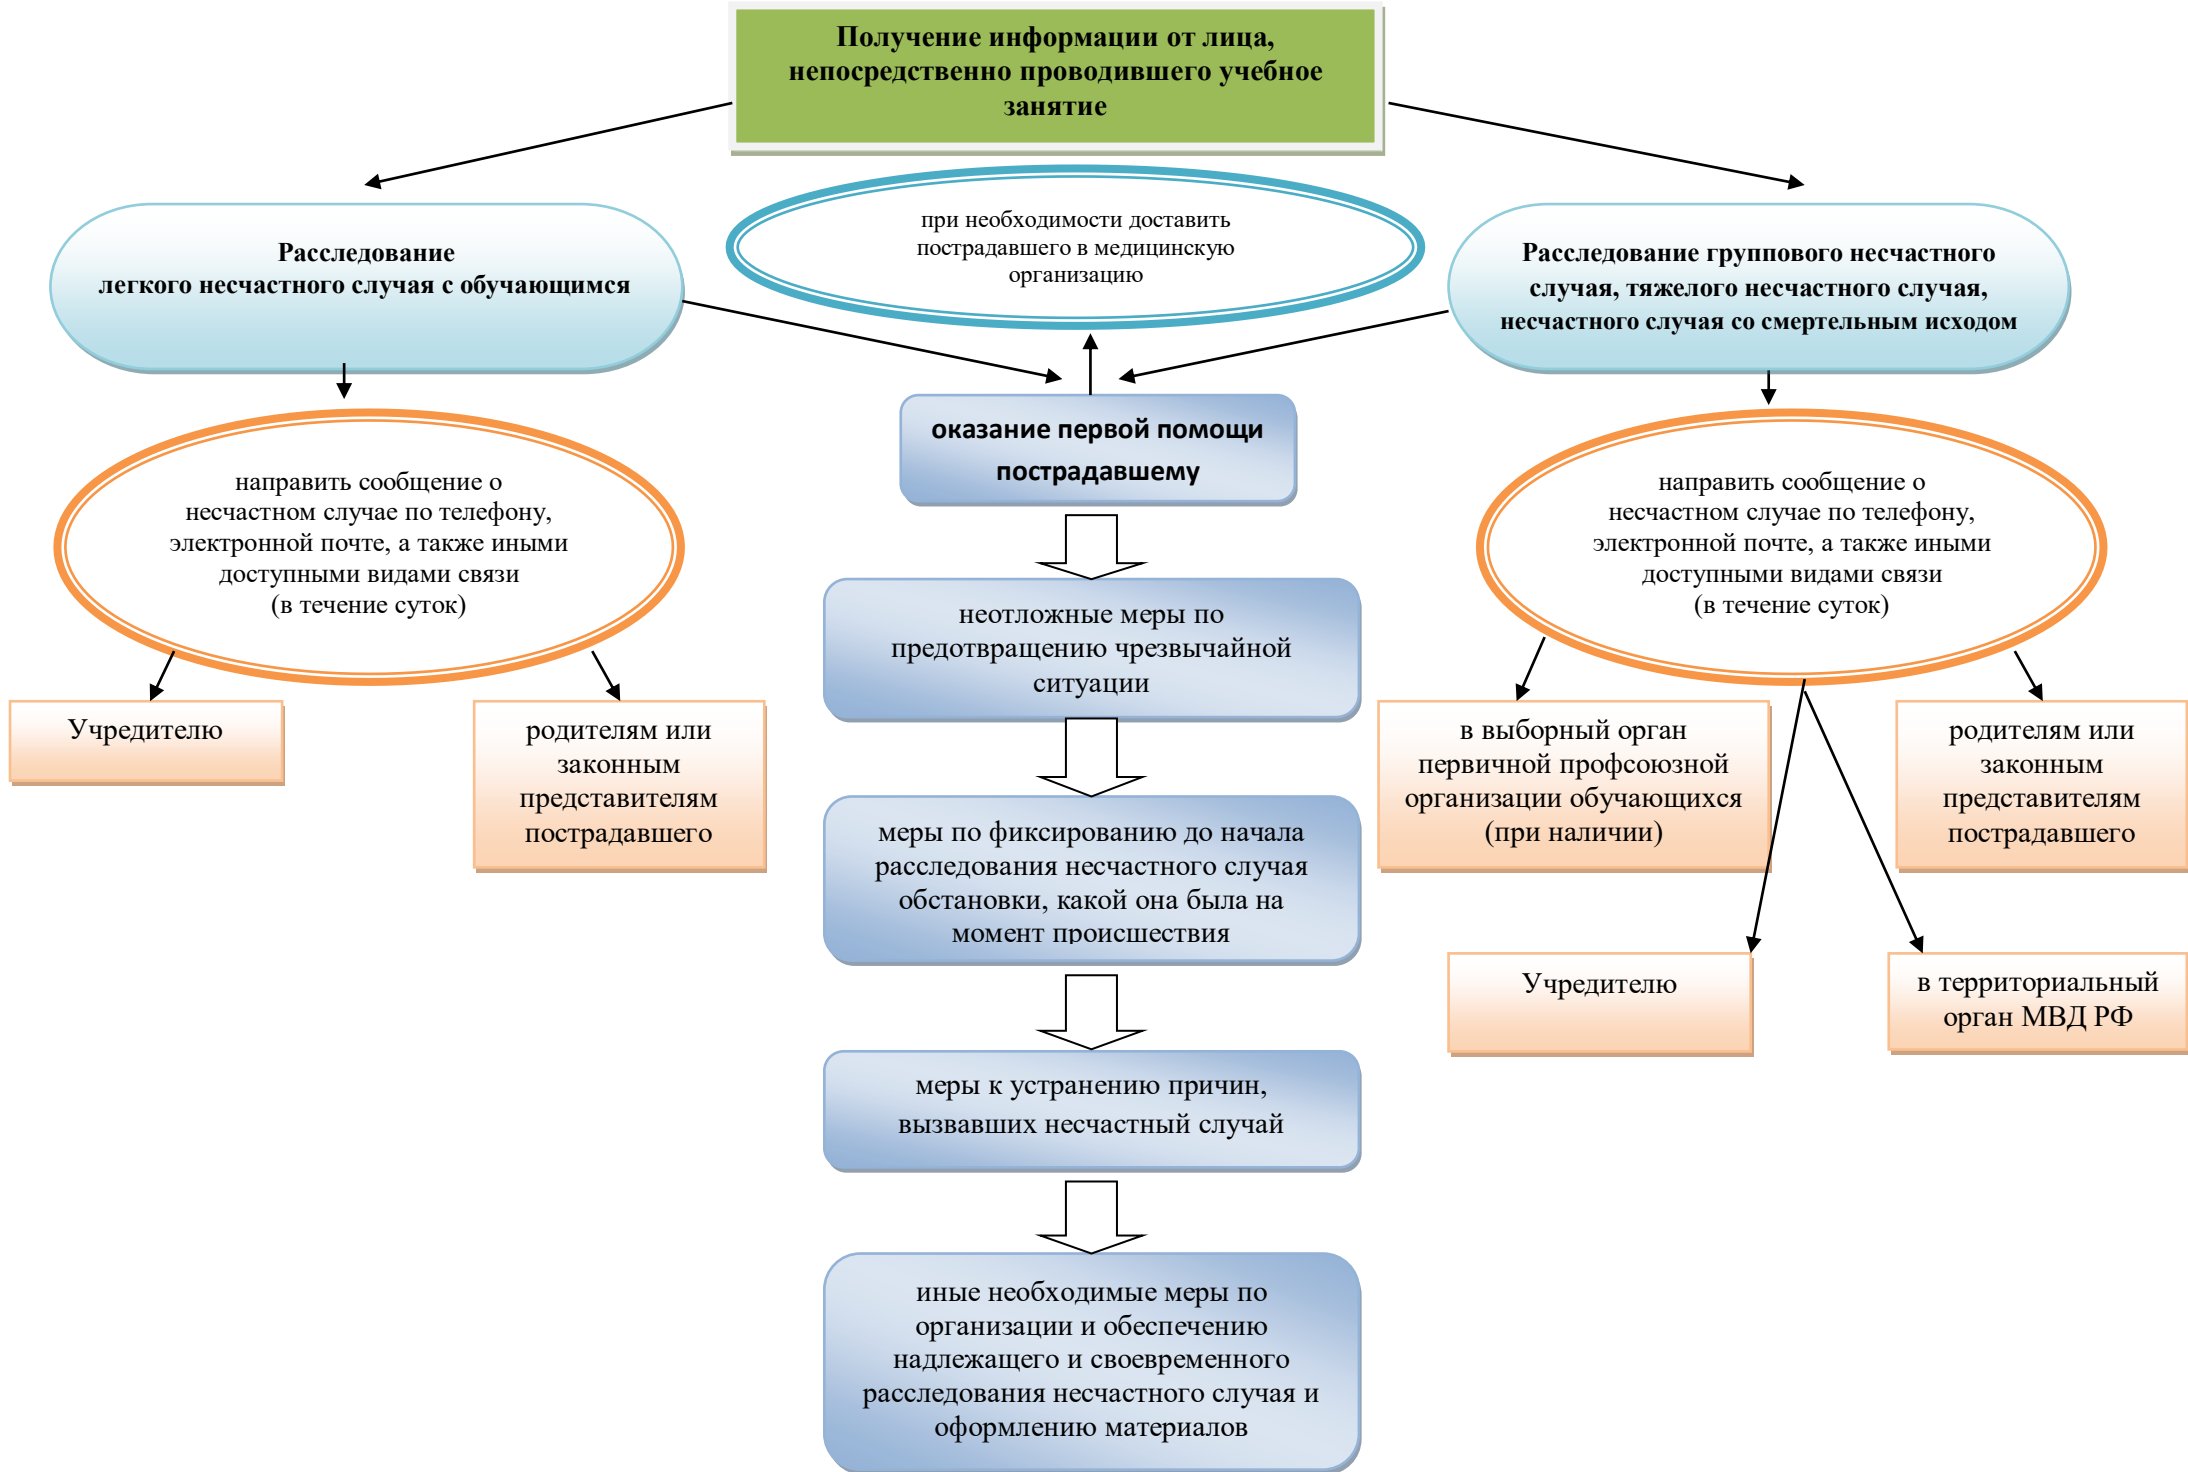 Получение информации от лица,
непосредственно проводившего учебное
занятие
при необходимости доставить
пострадавшего в медицинскую
организацию
Расследование
легкого несчастного случая с обучающимся
Расследование группового несчастного
случая, тяжелого несчастного случая,
несчастного случая со смертельным исходом
оказание первой помощи
пострадавшему
направить сообщение о
несчастном случае по телефону,
электронной почте, а также иными
доступными видами связи
(в течение суток)
направить сообщение о
несчастном случае по телефону,
электронной почте, а также иными
доступными видами связи
(в течение суток)
неотложные меры по
предотвращению чрезвычайной
ситуации
Учредителю
родителям или
законным
представителям
пострадавшего
в выборный орган
первичной профсоюзной
организации обучающихся
(при наличии)
родителям или
законным
представителям
пострадавшего
меры по фиксированию до начала
расследования несчастного случая
обстановки, какой она была на
момент происшествия
Учредителю
в территориальный
орган МВД РФ
меры к устранению причин,
вызвавших несчастный случай
иные необходимые меры по
организации и обеспечению
надлежащего и своевременного
расследования несчастного случая и
оформлению материалов